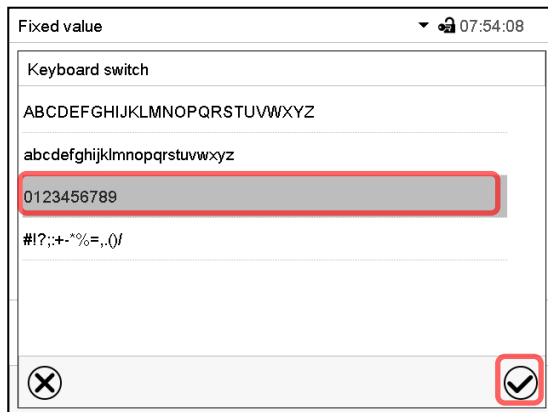 Fixed value 07:54:08
Keyboard switch
ABCDEFGHIJKLMNOPQRSTUVWXYZ
abcdefghijklmnopqrstuvwxyz
0123456789
#!?;:+-*%=,.()/